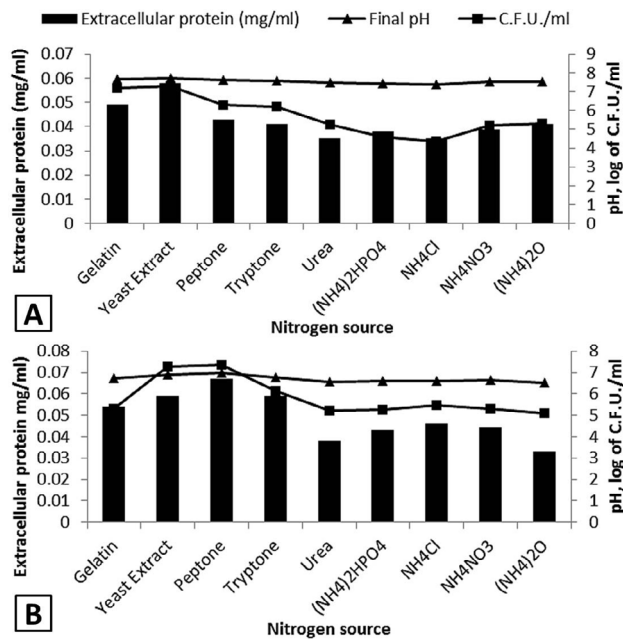 Extracellular protein (mg/ml) Final pH C.F.U./ml
Extracellular protein (mg/ml)
0.07
0.06
0.05
0.04
0.03
0.02
0.01
0
9
8
7
6
5
4
3
2
1
0
pH, log of C.F.U./ml
Gelatin
Yeast Extract
Peptone
Tryptone
Urea
(NH4)2HPO4
NH4Cl
NH4NO3
(NH4)2O
Nitrogen source
A
Extracellular protein mg/ml)
0.08
0.07
0.06
0.05
0.04
0.03
0.02
0.01
0
8
7
6
5
4
3
2
1
0
pH, log of C.F.U./ml
Gelatin
Yeast Extract
Peptone
Tryptone
Urea
(NH4)2HPO4
NH4Cl
NH4NO3
(NH4)2O
Nitrogen source
B